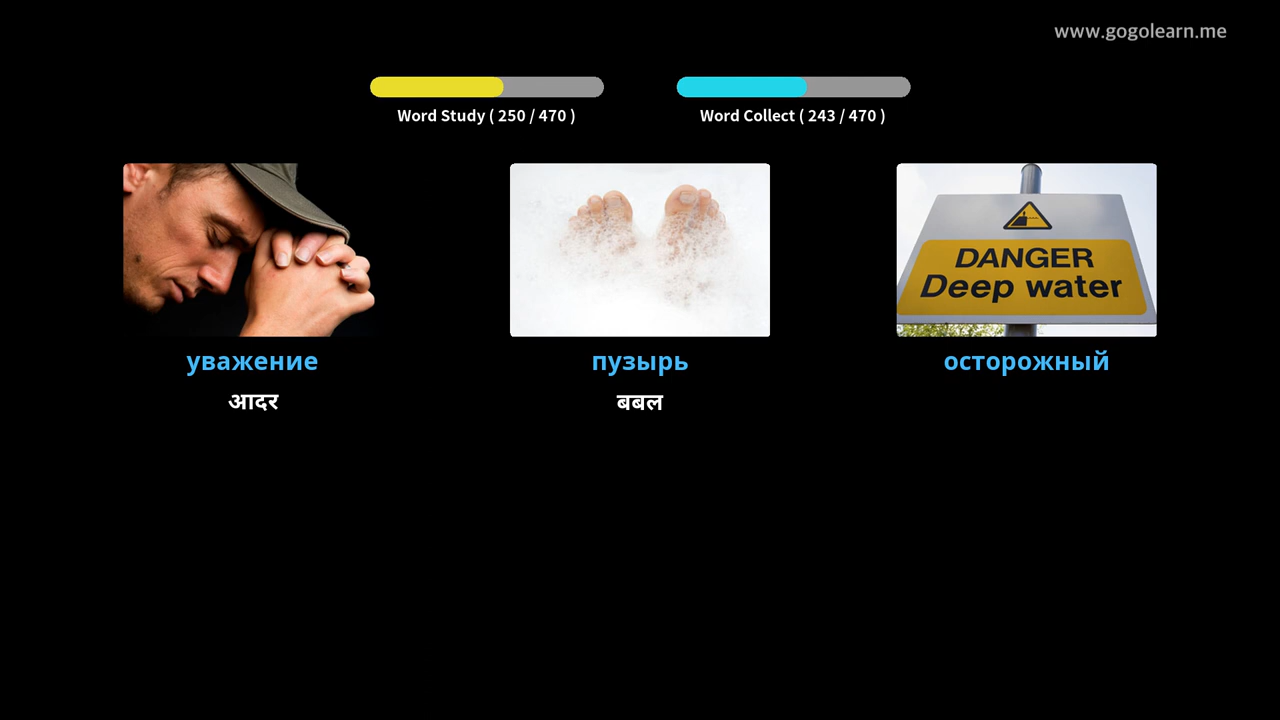 www.gogolearn.me
Word Study ( 250 / 470 )
Word Collect ( 243 / 470 )
DANGER
Deep water
уважение
пузырь
осторожный
आदर
बबल